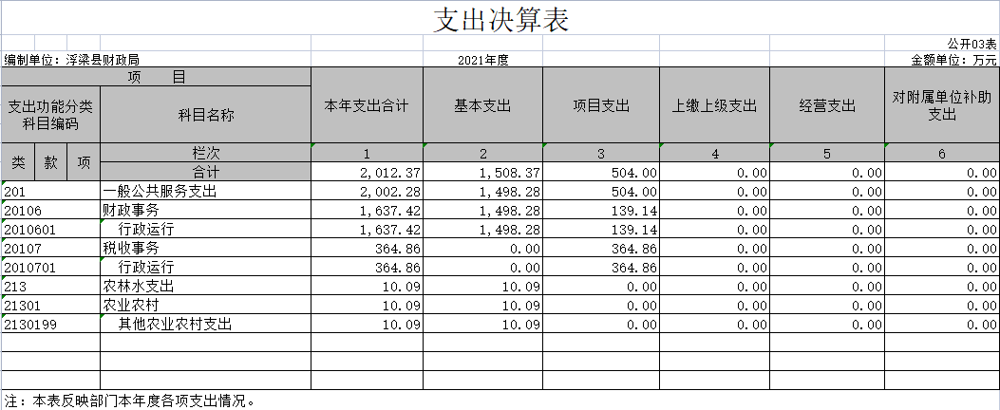 支出决算表
公开03表
编制单位：浮梁县财政局 2021年度 金额单位：万元
项 目 本年支出合计 基本支出 项目支出 上缴上级支出 经营支出 对附属单位补助支出
支出功能分类科目编码 科目名称
类 款 项 栏次 1 2 3 4 5 6
合计 2,012.37 1,508.37 504.00 0.00 0.00 0.00
201 一般公共服务支出 2,002.28 1,498.28 504.00 0.00 0.00 0.00
20106 财政事务 1,637.42 1,498.28 139.14 0.00 0.00 0.00
2010601 行政运行 1,637.42 1,498.28 139.14 0.00 0.00 0.00
20107 税收事务 364.86 0.00 364.86 0.00 0.00 0.00
2010701 行政运行 364.86 0.00 364.86 0.00 0.00 0.00
213 农林水支出 10.09 10.09 0.00 0.00 0.00 0.00
21301 农业农村 10.09 10.09 0.00 0.00 0.00 0.00
2130199 其他农业农村支出 10.09 10.09 0.00 0.00 0.00 0.00
注：本表反映部门本年度各项支出情况。